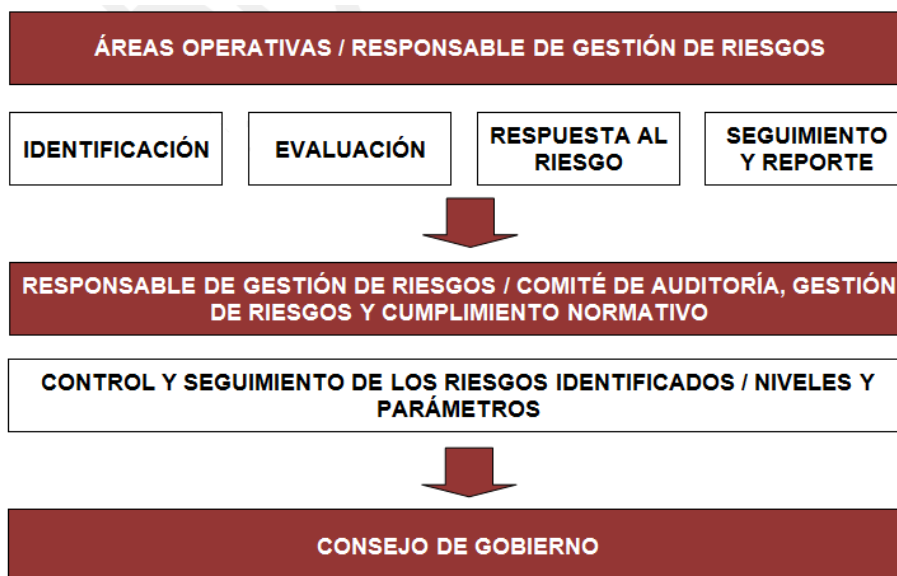 ÁREAS OPERATIVAS / RESPONSABLE DE GESTIÓN DE RIESGOS
IDENTIFICACIÓN
EVALUACIÓN
RESPUESTA AL
RIESGO
SEGUIMIENTO
Y REPORTE
RESPONSABLE DE GESTIÓN DE RIESGOS / COMITÉ DE AUDITORÍA, GESTIÓN
DE RIESGOS Y CUMPLIMIENTO NORMATIVO
CONTROL Y SEGUIMIENTO DE LOS RIESGOS IDENTIFICADOS / NIVELES Y
PARÁMETROS
CONSEJO DE GOBIERNO